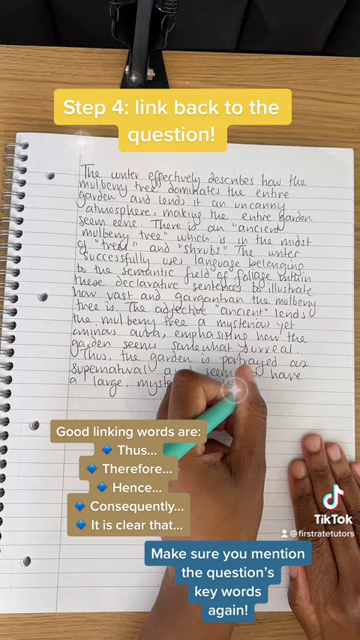 Step 4: link back to the
question!
The writer effectively describes how the
mulberry tree dominates the entire
garden and lends it an uncanny
atmosphere, making the entire garden
seem eerie. There is an "ancient
mulberry tree" which is in the midst
of "trees" and "shrubs". The writer
successfully uses language belonging
to the semantic field of foliage within
these declarative sentences to illustrate
how vast and gargantuan the mulberry
tree is. The adjective "ancient" lends
the mulberry tree a mysterious yet
ominous aura, emphasising how the
garden seems somewhat surreal.
Thus, the garden is portrayed as
supernatural and seems have
a large,
Good linking words are:
🔷 Thus...
🔷 Therefore...
🔷 Hence...
🔷 Consequently...
🔷 It is clear that...
TikTok
@firstratetutors
Make sure you mention
the question's
key words
again!